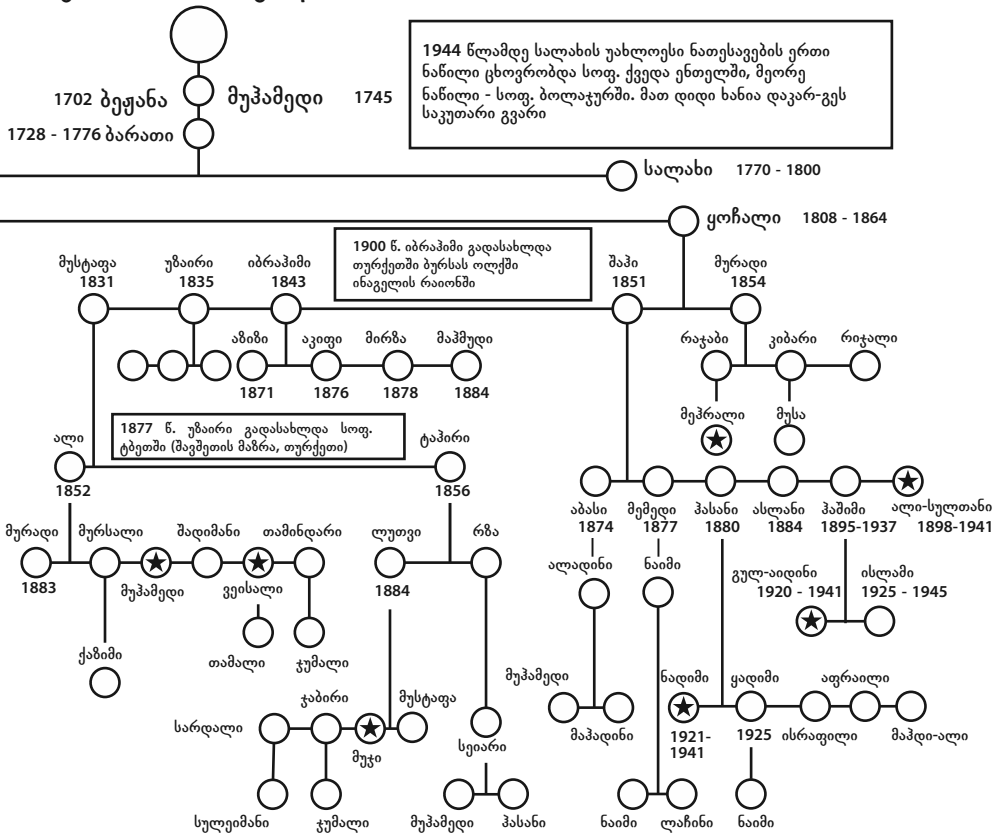 1944 წლამდე სალახის უახლოესი ნათესავების ერთი
ნაწილი ცხოვრობდა სოფ. ქვედა ენთელში, მეორე
ნაწილი - სოფ. ბოლაჯურში. მათ დიდი ხანია დაკარ-გეს
საკუთარი გვარი
1702 ბეჟანა მუჰამედი 1745
1728 - 1776 ბარათი
სალახი 1770 - 1800
ყოჩალი 1808 - 1864
1900 წ. იბრაჰიმი გადასახლდა
თურქეთში ბურსას ოლქში
ინაგელის რაიონში
მუსტაფა უზაირი იბრაჰიმი შაჰი მურადი
1831 1835 1843 1851 1854
აზიზი აკიფი მირზა მაჰმუდი რაჯაბი კიბარი რიჯალი
1871 1876 1878 1884
მეჰრალი მუსა
1877 წ. უზაირი გადასახლდა სოფ.
ტბეთში (შავშეთის მაზრა, თურქეთი)
ალი ტაჰირი
1852 1856
აბასი მემედი ჰასანი ასლანი ჰაშიმი ალი-სულთანი
1874 1877 1880 1884 1895-1937 1898-1941
მურადი მურსალი შადიმანი თამინდარი ლუთვი რზა
ალადინი ნაიმი
1883 მუჰამედი ვეისალი 1884
გულ-აიდინი ისლამი
1920 - 1941 1925 - 1945
ქაზიმი თამალი ჯუმალი
მუჰამედი ნადიმი ყადიმი აფრაილი
ჯაბირი მუსტაფა
სარდალი მაჰადინი 1921- 1925 ისრაფილი მაჰდი-ალი
1941
მუჯი სეიარი
სულეიმანი ჯუმალი მუჰამედი ჰასანი ნაიმი ლაჩინი ნაიმი